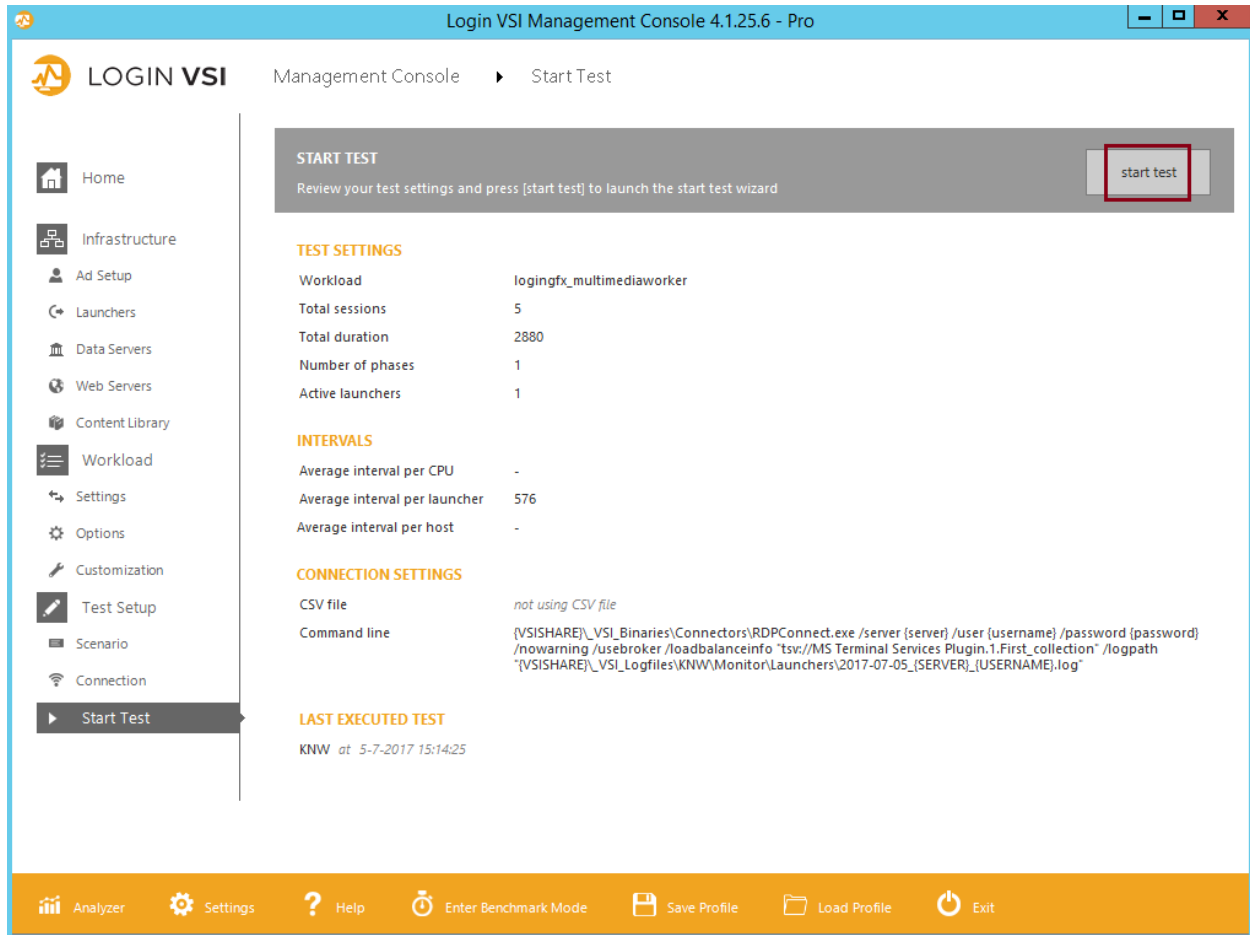 Login VSI Management Console 4.1.25.6 - Pro
x
LOGIN VSI
Management Console
Start Test
Home
Infrastructure
Ad Setup
Launchers
Data Servers
Web Servers
Content Library
Workload
Settings
Options
Customization
Test Setup
Scenario
Connection
Start Test
START TEST
Review your test settings and press [start test] to launch the start test wizard
start test
TEST SETTINGS
Workload logingfx_multimediaworker
Total sessions 5
Total duration 2880
Number of phases 1
Active launchers 1
INTERVALS
Average interval per CPU -
Average interval per launcher 576
Average interval per host -
CONNECTION SETTINGS
CSV file not using CSV file
Command line {VSISHARE}\_VSI_Binaries\Connectors\RDPConnect.exe /server {server} /user {username} /password {password}
/nowarning /usebroker /loadbalanceinfo "tsv://MS Terminal Services Plugin.1.First_collection" /logpath
"{VSISHARE}\_VSI_Logfiles\KNW\Monitor\Launchers\2017-07-05_{SERVER}_{USERNAME}.log"
LAST EXECUTED TEST
KNW at 5-7-2017 15:14:25
Analyzer
Settings
? Help
Enter Benchmark Mode
Save Profile
Load Profile
Exit